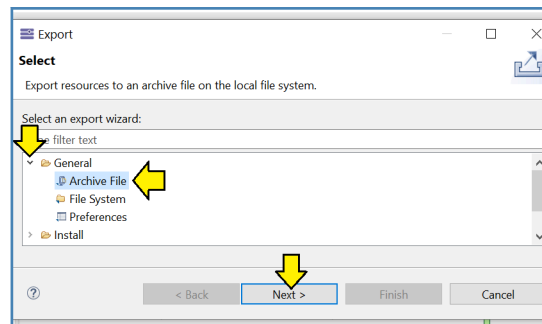 Export
Select
Export resources to an archive file on the local file system.
Select an export wizard:
filter text
General
Archive File
File System
Preferences
Install
< Back Next > Finish Cancel